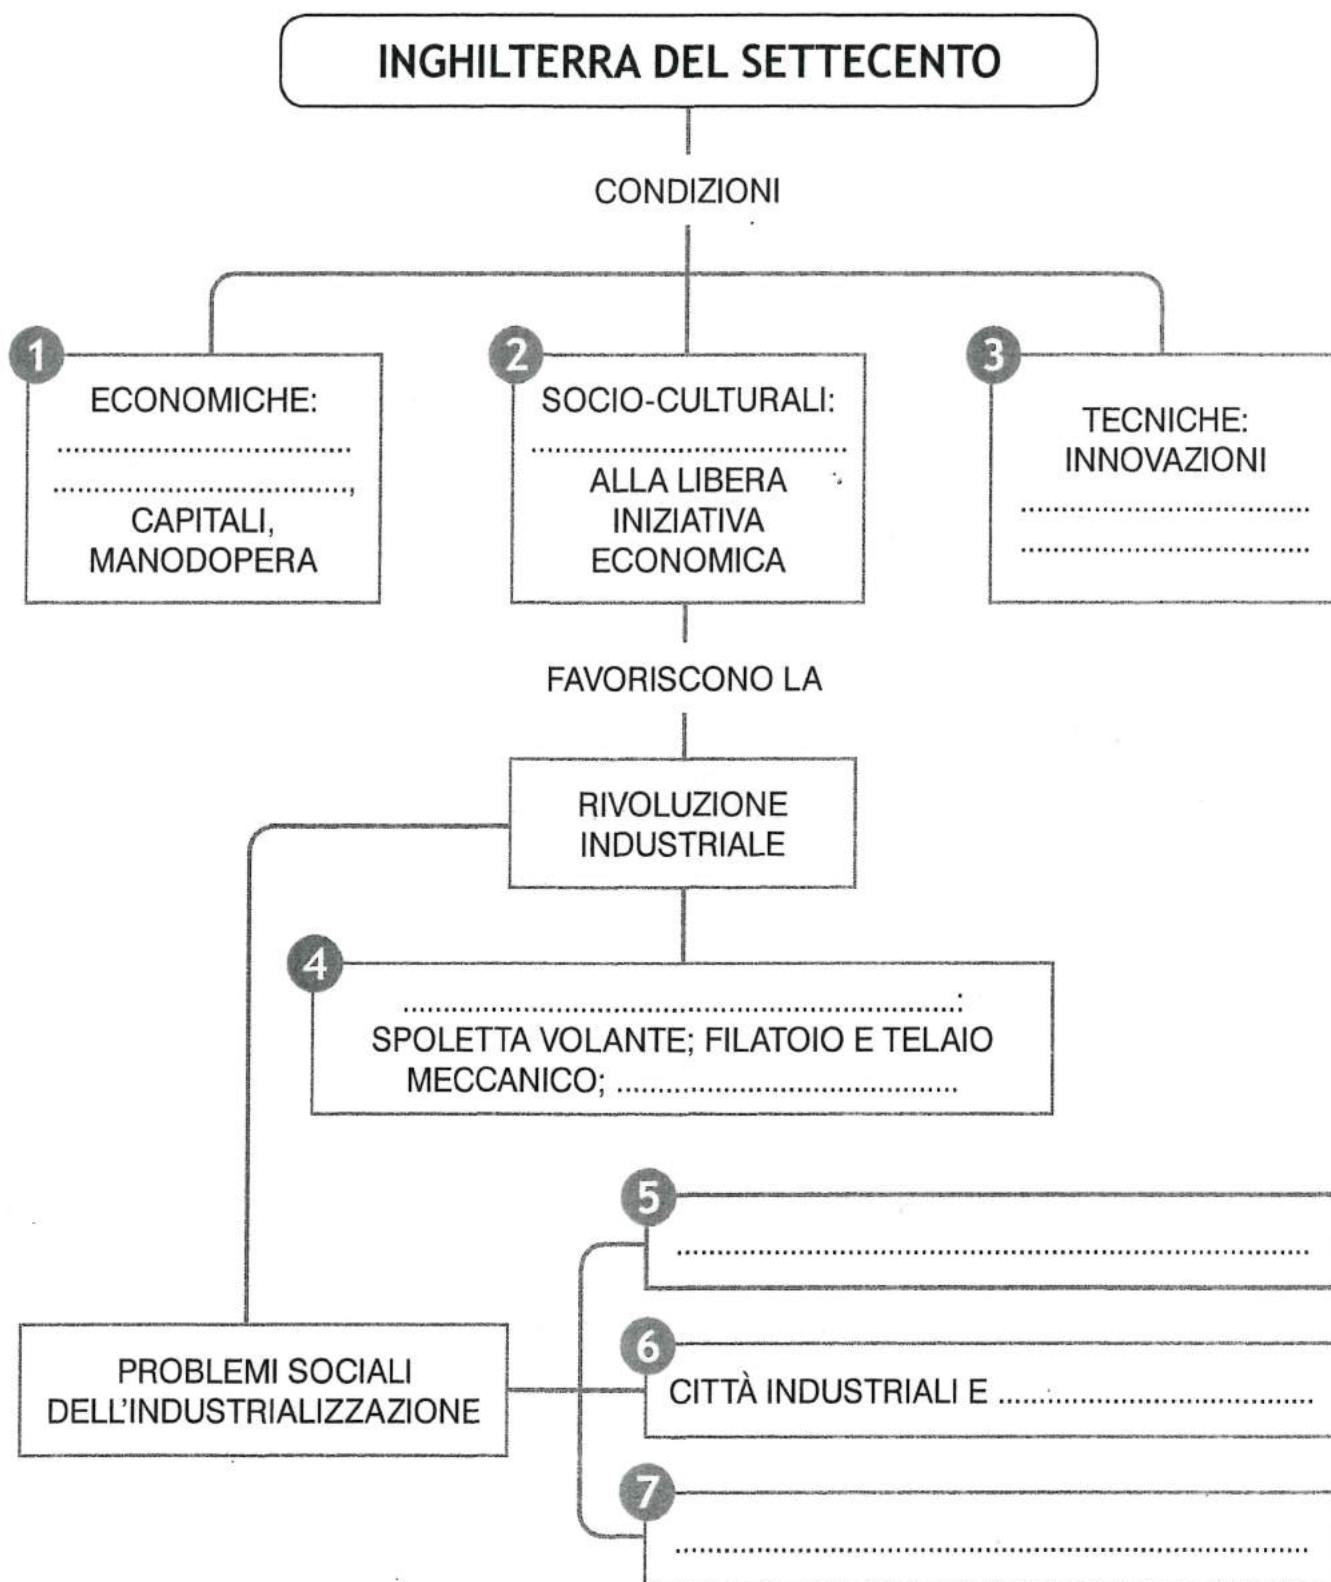 INGHILTERRA DEL SETTECENTO
CONDIZIONI
1
ECONOMICHE:
....................................
....................................,
CAPITALI,
MANODOPERA
2
SOCIO-CULTURALI:
.......................................
ALLA LIBERA
INIZIATIVA
ECONOMICA
3
TECNICHE:
INNOVAZIONI
....................................
....................................
FAVORISCONO LA
RIVOLUZIONE
INDUSTRIALE
4
.....................................................................:
SPOLETTA VOLANTE; FILATOIO E TELAIO
MECCANICO; ...........................................
PROBLEMI SOCIALI
DELL'INDUSTRIALIZZAZIONE
5
...............................................................................
6
CITTÀ INDUSTRIALI E .......................................
7
...............................................................................